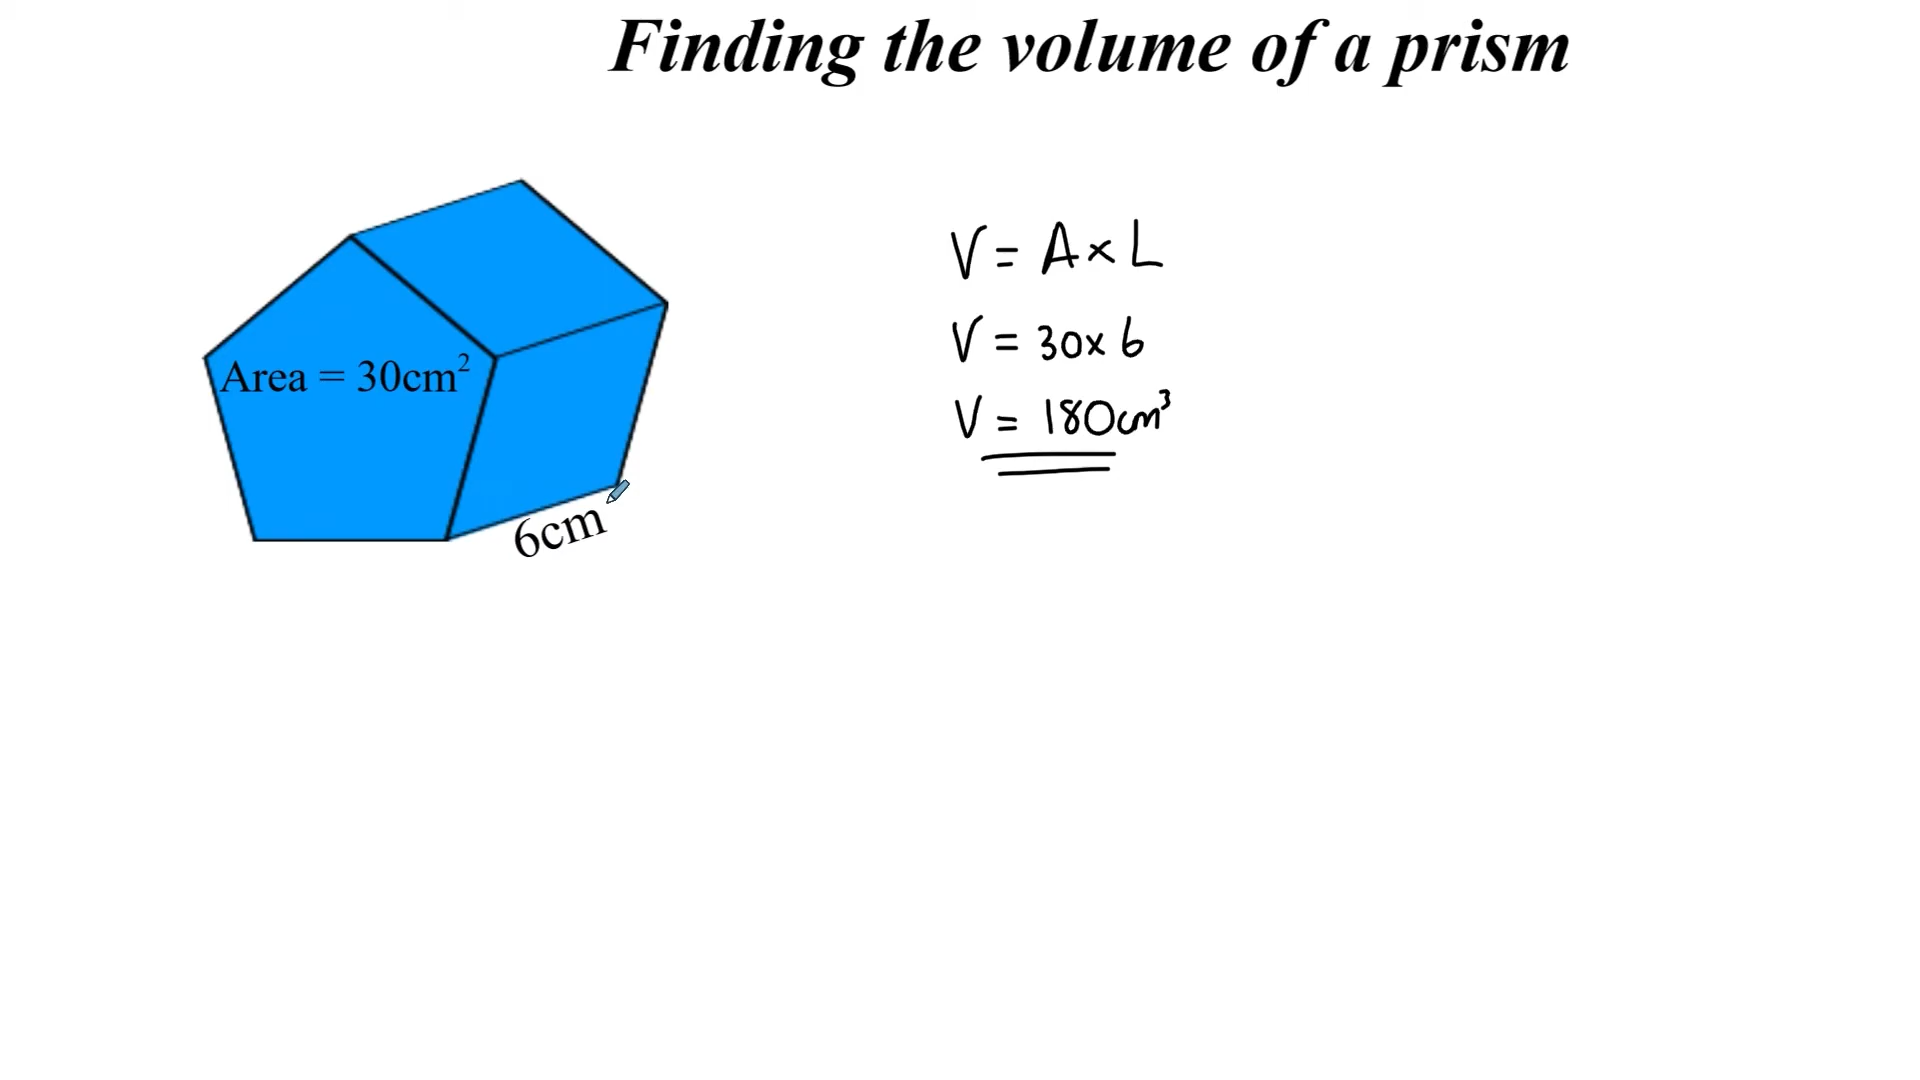 Finding the volume of a prism
Area = 30cm²
6cm
V = A x L
V = 30 x 6
V = 180cm³